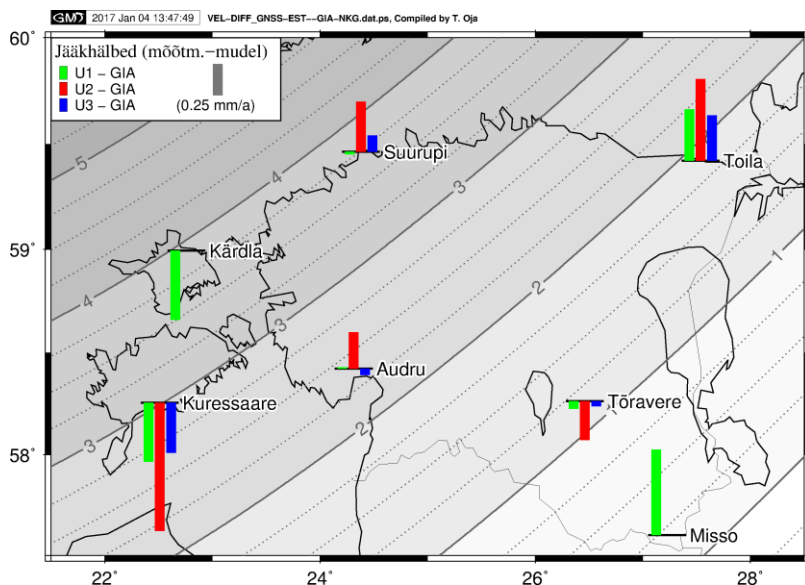 GMT 2017 Jan 04 13:47:49 VEL-DIFF_GNSS-EST--GIA-NKG.dat.ps, Compiled by T. Oja
Jääkhälbed (mõõtm.-mudel)
U1 - GIA
U2 - GIA
U3 - GIA
(0.25 mm/a)
60°
59°
58°
5
4
3
4
3
2
1
3
2
Suurupi
Toila
Kärdla
Audru
Kuressaare
Tõravere
Misso
22
24
26
28